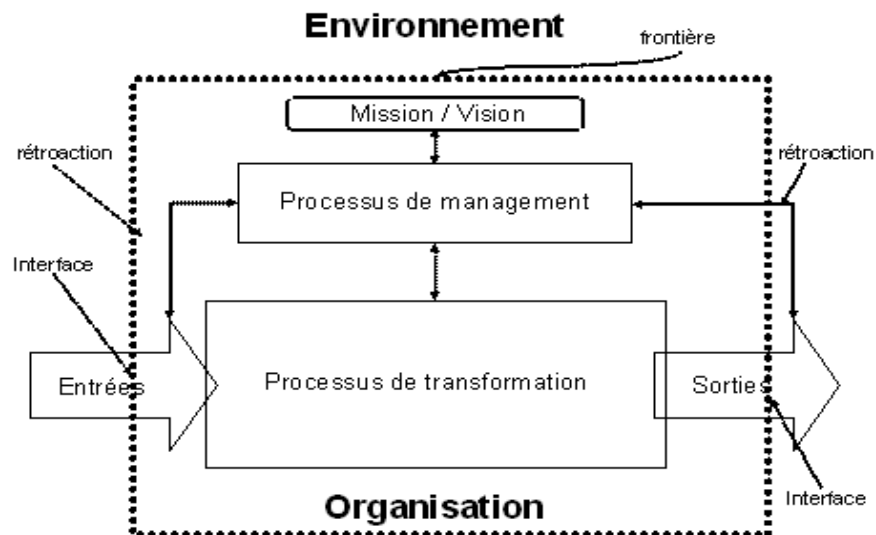 Environnement
frontière
Mission / Vision
rétroaction
rétroaction
Processus de management
Interface
Entrées
Processus de transformation
Sorties
Interface
Organisation